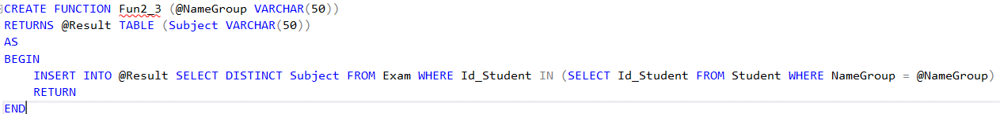 CREATE FUNCTION Fun2_3 (@NameGroup VARCHAR(50))
RETURNS @Result TABLE (Subject VARCHAR(50))
AS
BEGIN
    INSERT INTO @Result SELECT DISTINCT Subject FROM Exam WHERE Id_Student IN (SELECT Id_Student FROM Student WHERE NameGroup = @NameGroup)
    RETURN
END